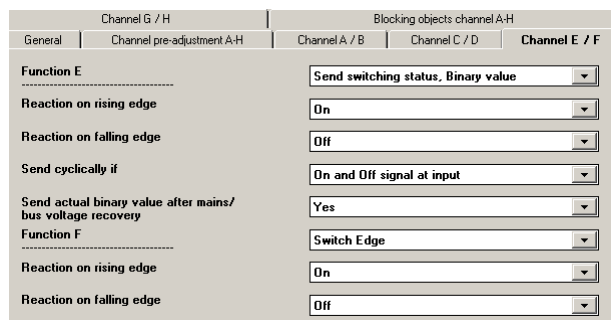 Channel G / H
Blocking objects channel A-H
General
Channel pre-adjustment A-H
Channel A / B
Channel C / D
Channel E / F
Function E
-----------------------------------
Send switching status, Binary value
Reaction on rising edge
On
Reaction on falling edge
Off
Send cyclically if
On and Off signal at input
Send actual binary value after mains/
bus voltage recovery
Yes
Function F
-----------------------------------
Switch Edge
Reaction on rising edge
On
Reaction on falling edge
Off